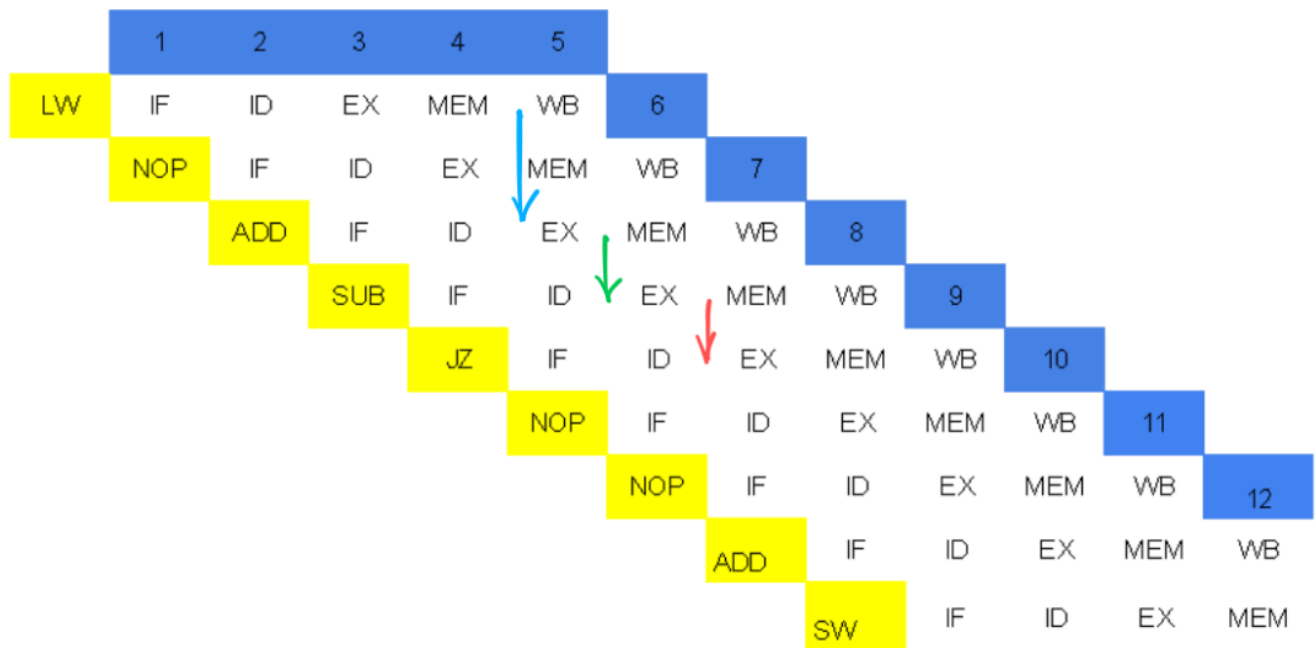 1 2 3 4 5
LW IF ID EX MEM WB 6
NOP IF ID EX MEM WB 7
ADD IF ID EX MEM WB 8
SUB IF ID EX MEM WB 9
JZ IF ID EX MEM WB 10
NOP IF ID EX MEM WB 11
NOP IF ID EX MEM WB 12
ADD IF ID EX MEM WB
SW IF ID EX MEM